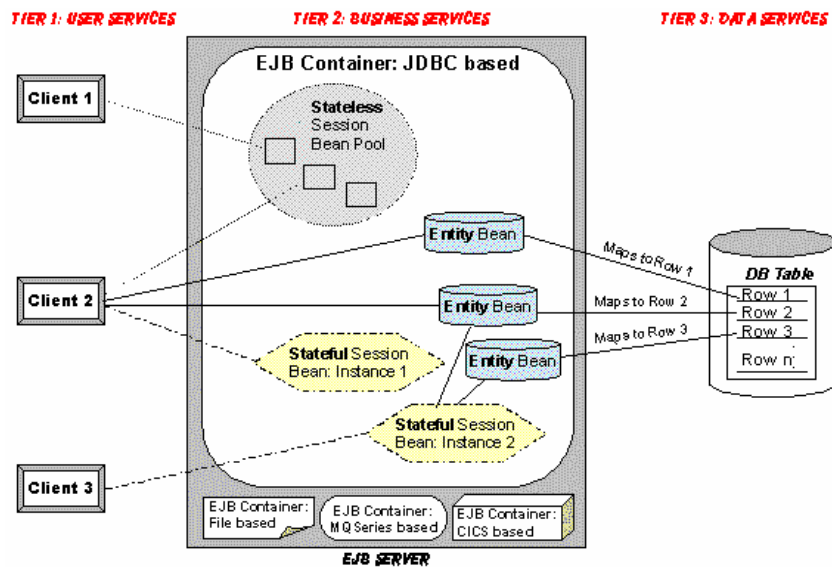 TIER 1: USER SERVICES
TIER 2: BUSINESS SERVICES
TIER 3: DATA SERVICES
EJB Container: JDBC based
Client 1
Stateless
Session
Bean Pool
Entity Bean
Maps to Row 1
DB Table
Client 2
Entity Bean
Maps to Row 2
Row 1
Row 2
Row 3
Row n
Maps to Row 3
Entity Bean
Stateful Session
Bean: Instance 1
Stateful Session
Bean: Instance 2
Client 3
EJB Container:
File based
EJB Container:
MQSeries based
EJB Container:
CICS based
EJB SERVER